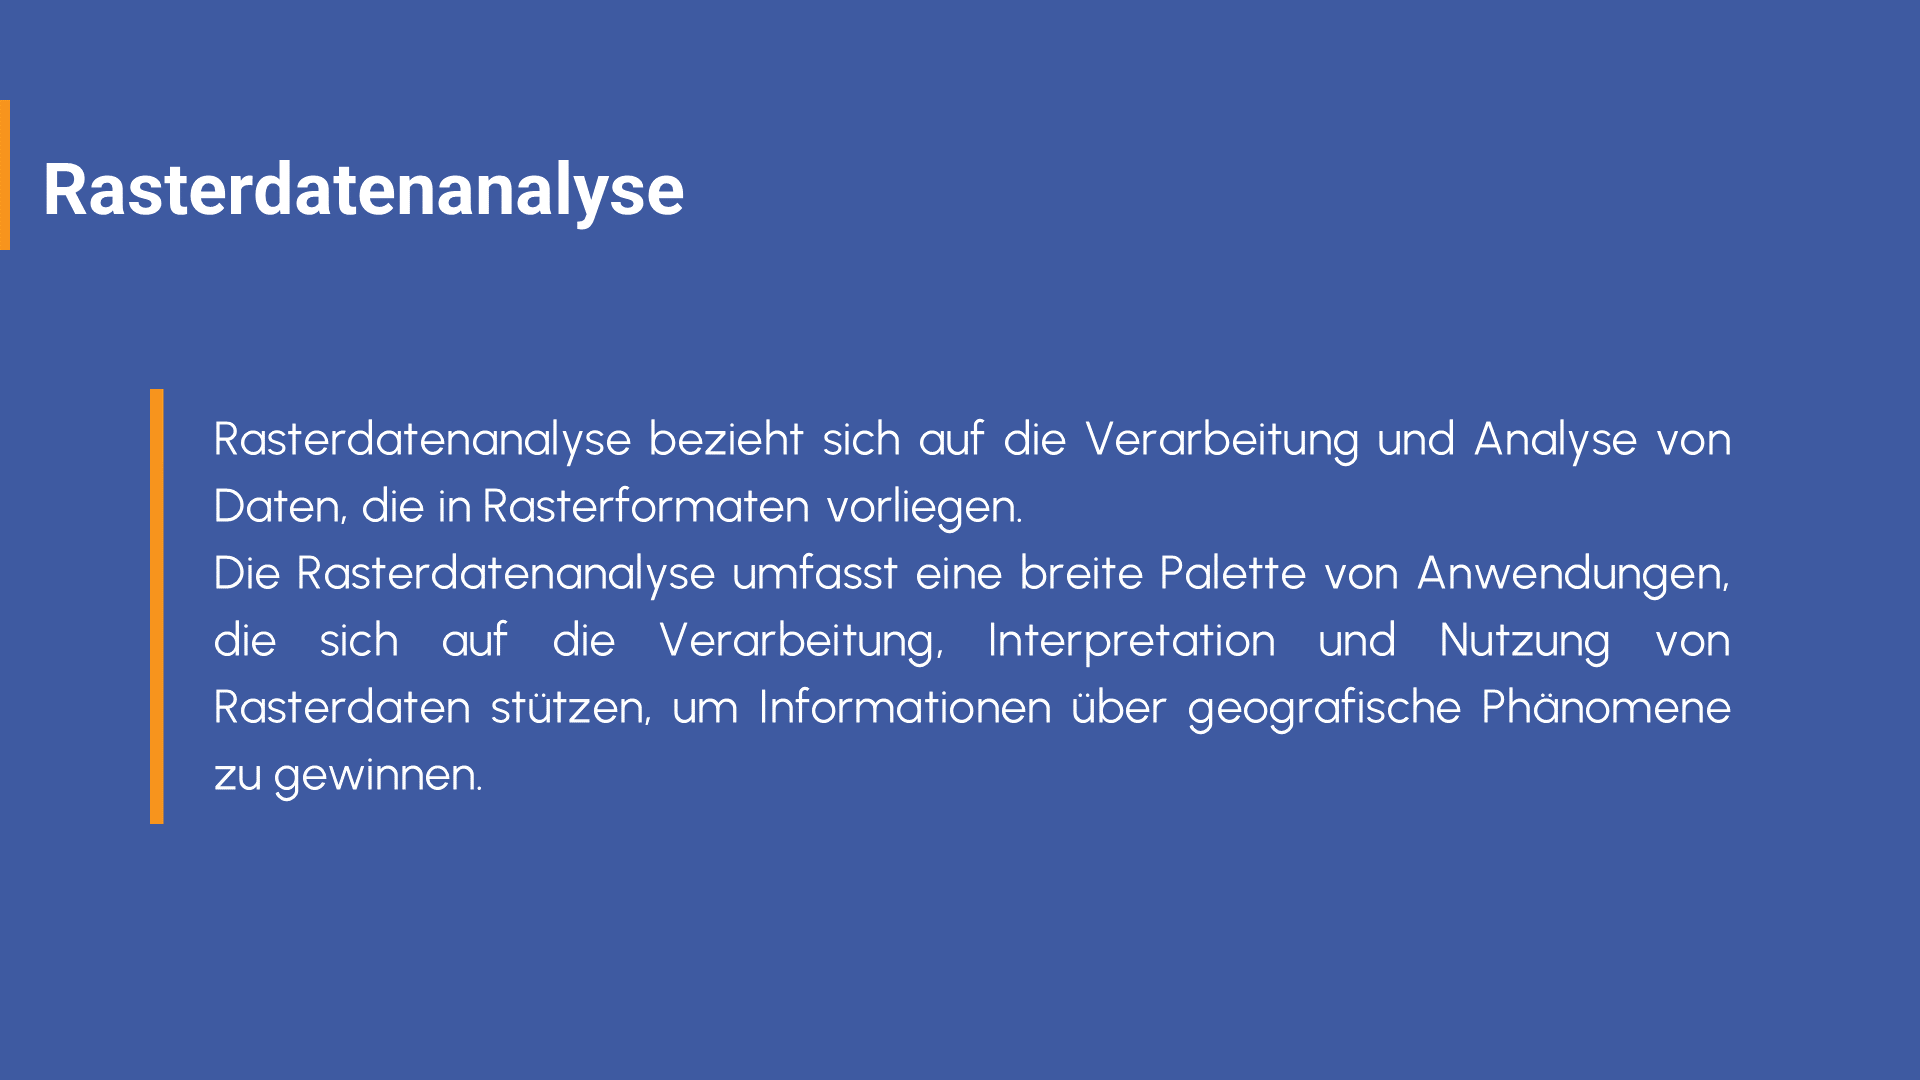 Rasterdatenanalyse
Rasterdatenanalyse bezieht sich auf die Verarbeitung und Analyse von
Daten, die in Rasterformaten vorliegen.
Die Rasterdatenanalyse umfasst eine breite Palette von Anwendungen,
die sich auf die Verarbeitung, Interpretation und Nutzung von
Rasterdaten stützen, um Informationen über geografische Phänomene
zu gewinnen.